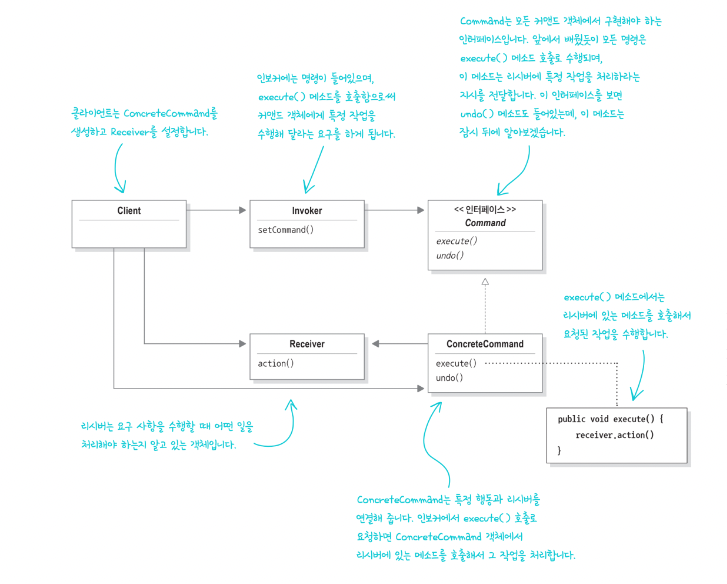 Command는 모든 커맨드 객체에서 구현해야 하는
인터페이스입니다. 앞에서 배웠듯이 모든 명령은
execute() 메소드 호출로 수행되며,
이 메소드는 리시버에 특정 작업을 처리하라는
지시를 전달합니다. 이 인터페이스를 보면
undo() 메소드도 들어있는데, 이 메소드는
잠시 뒤에 알아보겠습니다.
인보커에는 명령이 들어있으며,
execute() 메소드를 호출함으로써
커맨드 객체에게 특정 작업을
수행해 달라는 요구를 하게 됩니다.
클라이언트는 ConcreteCommand를
생성하고 Receiver를 설정합니다.
Client
Invoker
setCommand()
<< 인터페이스 >>
Command
execute()
undo()
execute() 메소드에서는
리시버에 있는 메소드를 호출해서
요청된 작업을 수행합니다.
Receiver
action()
ConcreteCommand
execute()
undo()
public void execute() {
receiver.action()
}
리시버는 요구 사항을 수행할 때 어떤 일을
처리해야 하는지 알고 있는 객체입니다.
ConcreteCommand는 특정 행동과 리시버를
연결해 줍니다. 인보커에서 execute() 호출로
요청하면 ConcreteCommand 객체에서
리시버에 있는 메소드를 호출해서 그 작업을 처리합니다.